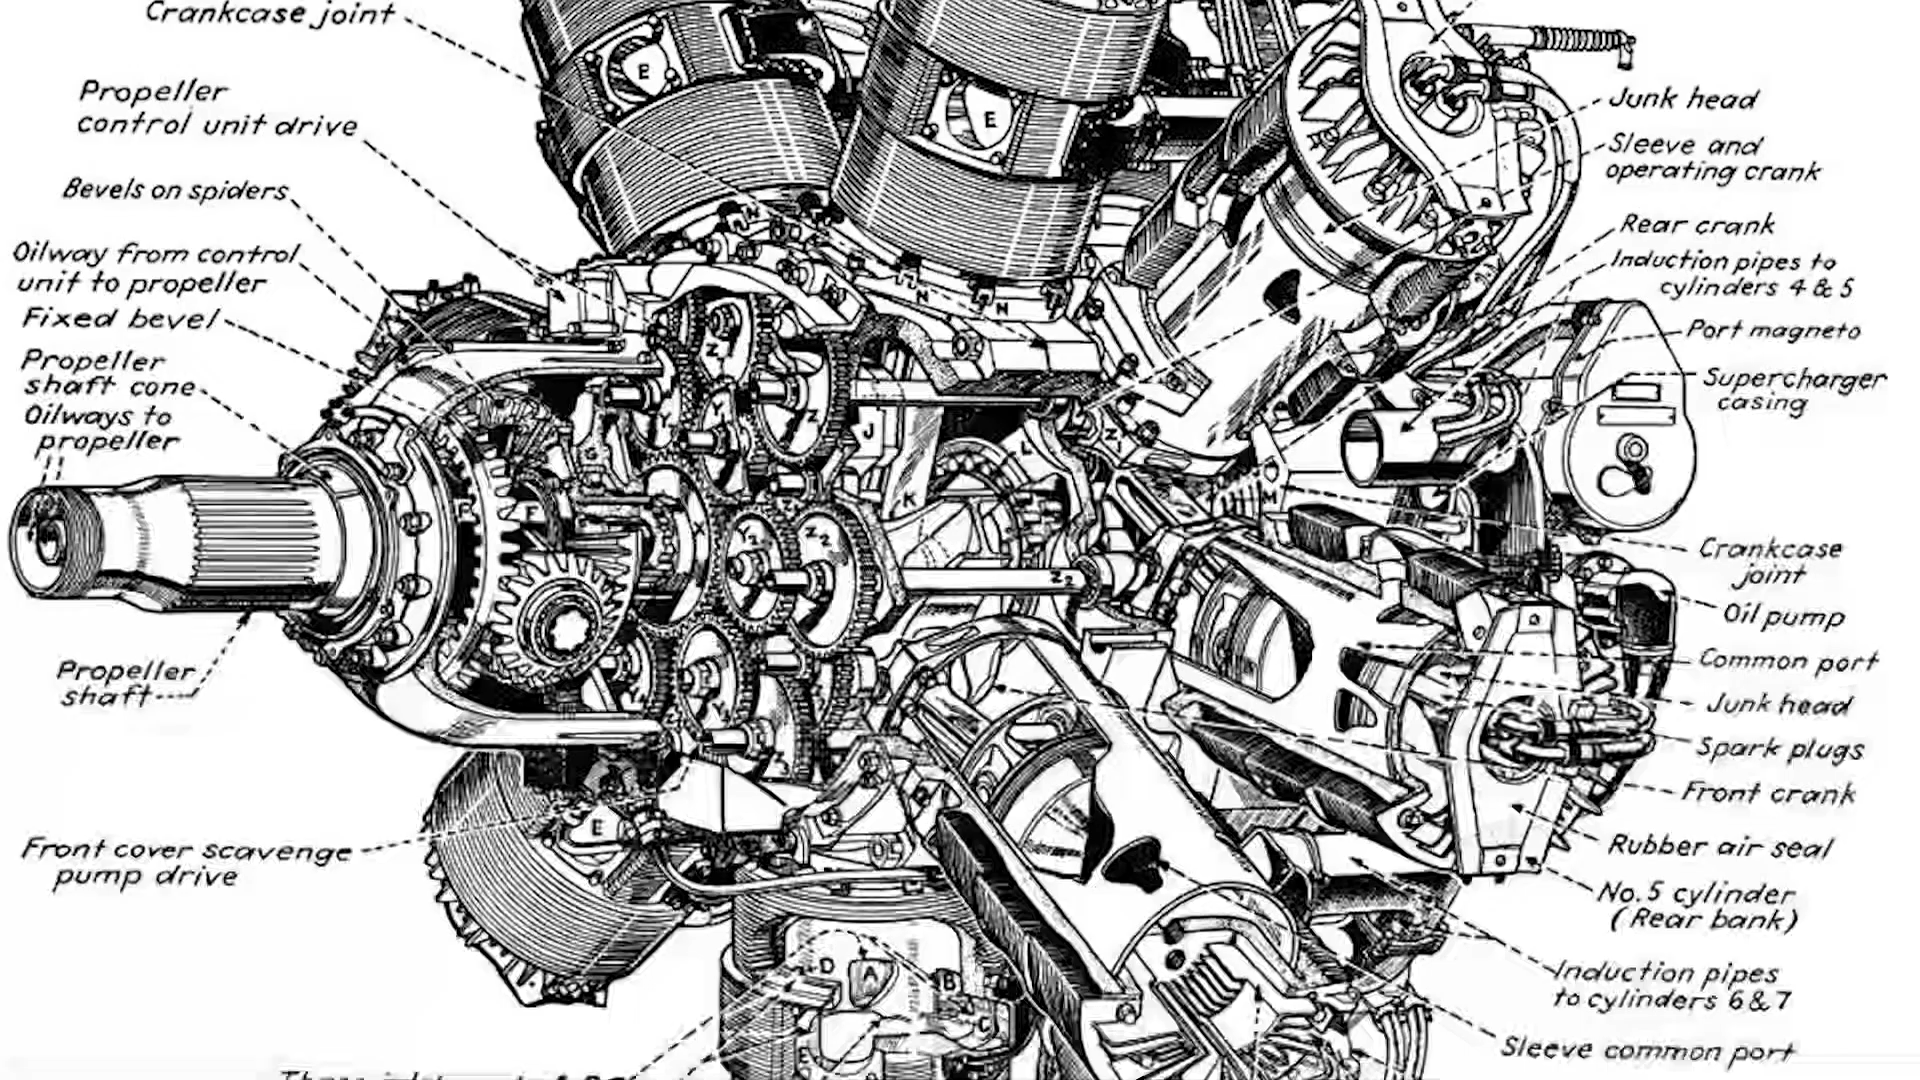 Crankcase joint
Propeller
control unit drive
Bevels on spiders
Oilway from control
unit to propeller
Fixed bevel
Propeller
shaft cone
Oilways to
propeller
Propeller
shaft
Front cover scavenge
pump drive
Junk head
Sleeve and
operating crank
Rear crank
Induction pipes to
cylinders 4 & 5
Port magneto
Supercharger
casing
Crankcase
joint
Oil pump
Common port
Junk head
Spark plugs
Front crank
Rubber air seal
No. 5 cylinder
(Rear bank)
Induction pipes
to cylinders 6 & 7
Sleeve common port
E
E
N
N
N
Z
Z
Y
Y
J
L
K
M
Z1
G
F
F
X
Z2
Z2
E
D
A
B
C
E